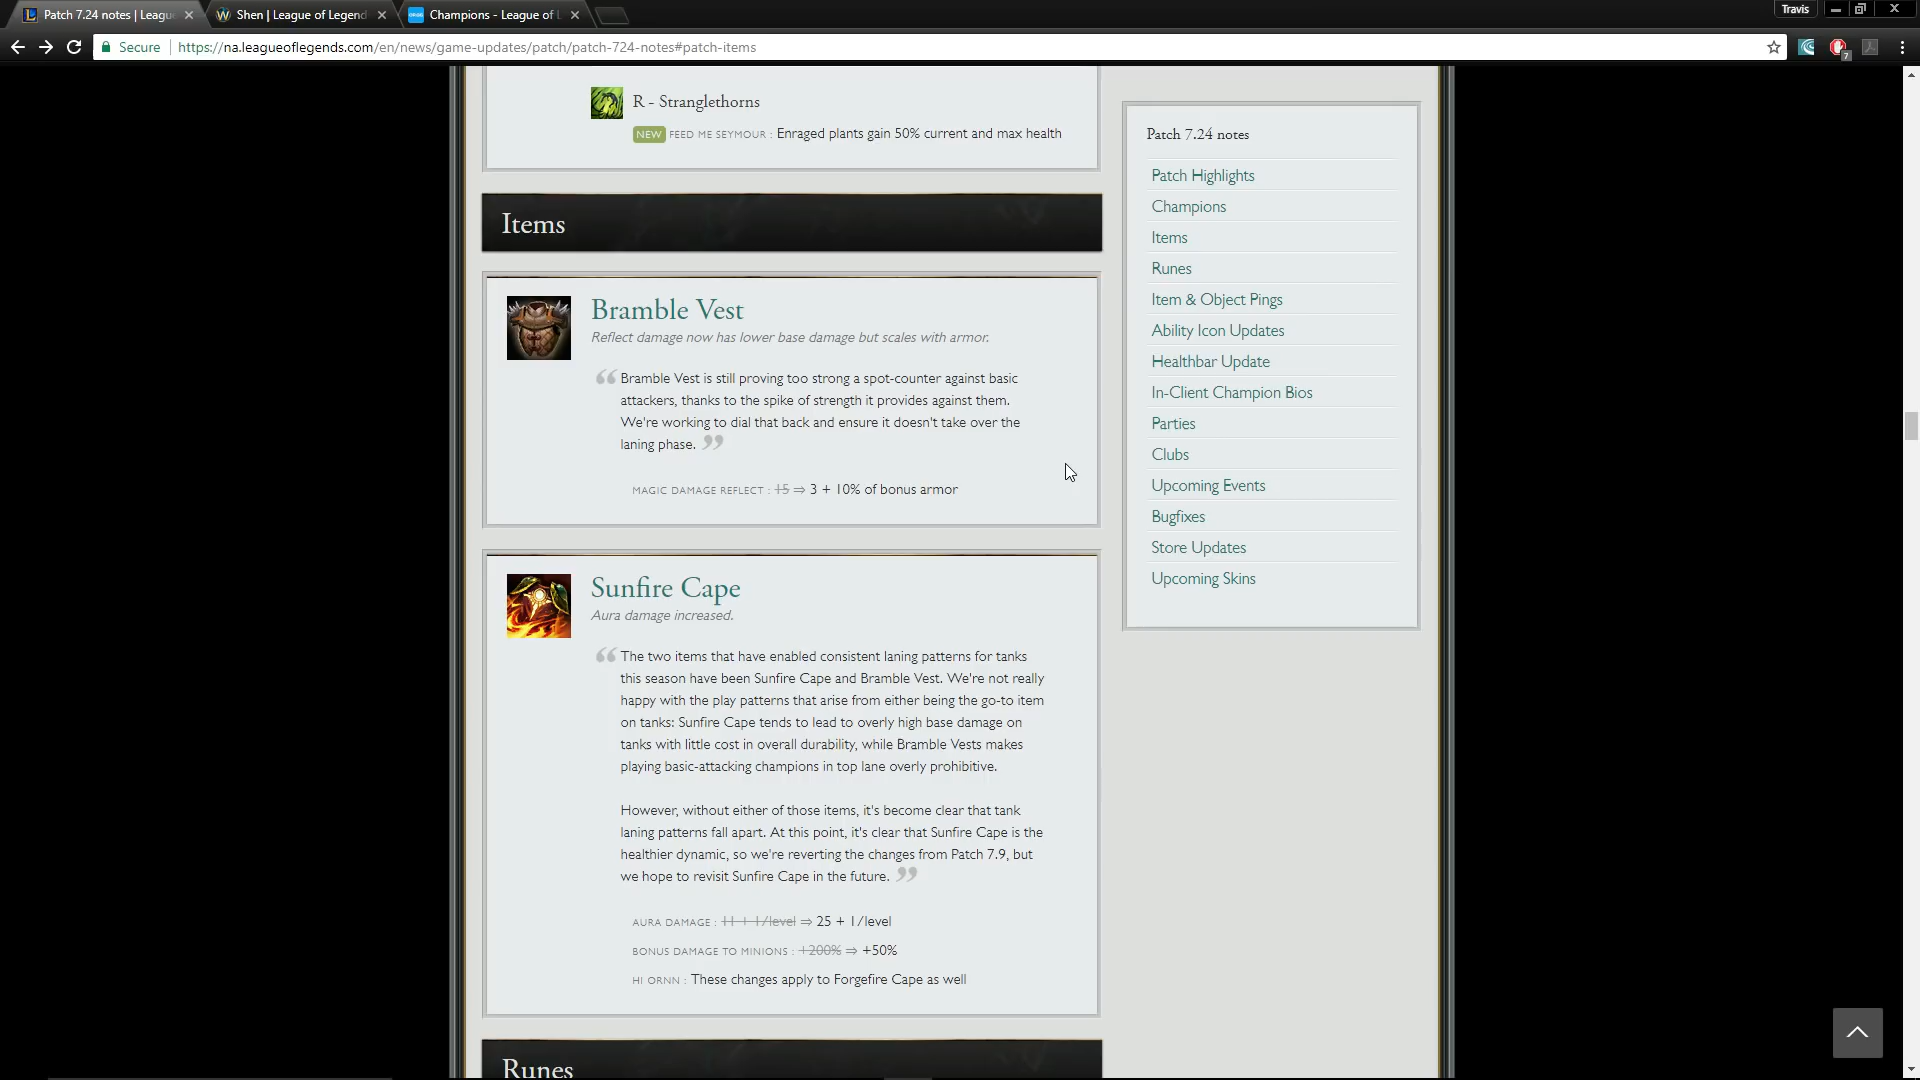 Patch 7.24 notes | Leagu
Shen | League of Legend
Champions - League of L
Travis
Secure | https://na.leagueoflegends.com/en/news/game-updates/patch/patch-724-notes#patch-items
7
R - Stranglethorns
NEW FEED ME SEYMOUR : Enraged plants gain 50% current and max health
Items
Bramble Vest
Reflect damage now has lower base damage but scales with armor.
“ Bramble Vest is still proving too strong a spot-counter against basic
attackers, thanks to the spike of strength it provides against them.
We're working to dial that back and ensure it doesn't take over the
laning phase. ”
MAGIC DAMAGE REFLECT : 15 ⇒ 3 + 10% of bonus armor
Sunfire Cape
Aura damage increased.
“ The two items that have enabled consistent laning patterns for tanks
this season have been Sunfire Cape and Bramble Vest. We're not really
happy with the play patterns that arise from either being the go-to item
on tanks: Sunfire Cape tends to lead to overly high base damage on
tanks with little cost in overall durability, while Bramble Vests makes
playing basic-attacking champions in top lane overly prohibitive.
However, without either of those items, it's become clear that tank
laning patterns fall apart. At this point, it's clear that Sunfire Cape is the
healthier dynamic, so we're reverting the changes from Patch 7.9, but
we hope to revisit Sunfire Cape in the future. ”
AURA DAMAGE : 11 + 1/level ⇒ 25 + 1/level
BONUS DAMAGE TO MINIONS : +200% ⇒ +50%
HI ORNN : These changes apply to Forgefire Cape as well
Runes
Patch 7.24 notes
Patch Highlights
Champions
Items
Runes
Item & Object Pings
Ability Icon Updates
Healthbar Update
In-Client Champion Bios
Parties
Clubs
Upcoming Events
Bugfixes
Store Updates
Upcoming Skins